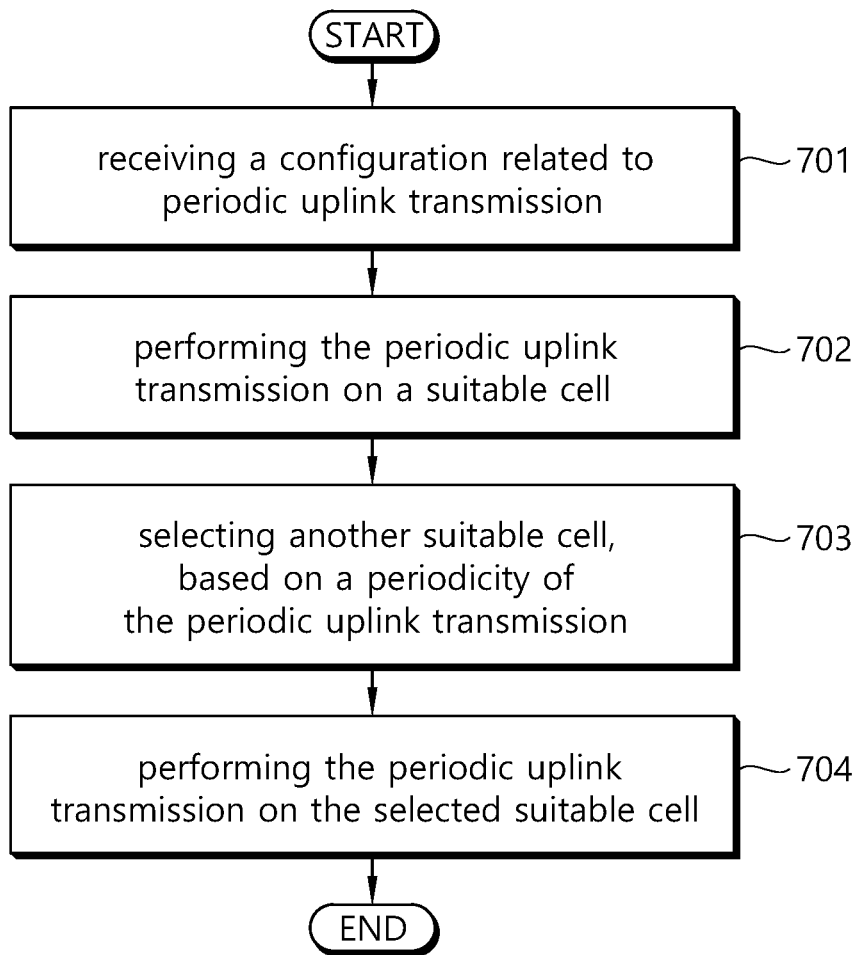 START
receiving a configuration related to
periodic uplink transmission
701
performing the periodic uplink
transmission on a suitable cell
702
selecting another suitable cell,
based on a periodicity of
the periodic uplink transmission
703
performing the periodic uplink
transmission on the selected suitable cell
704
END